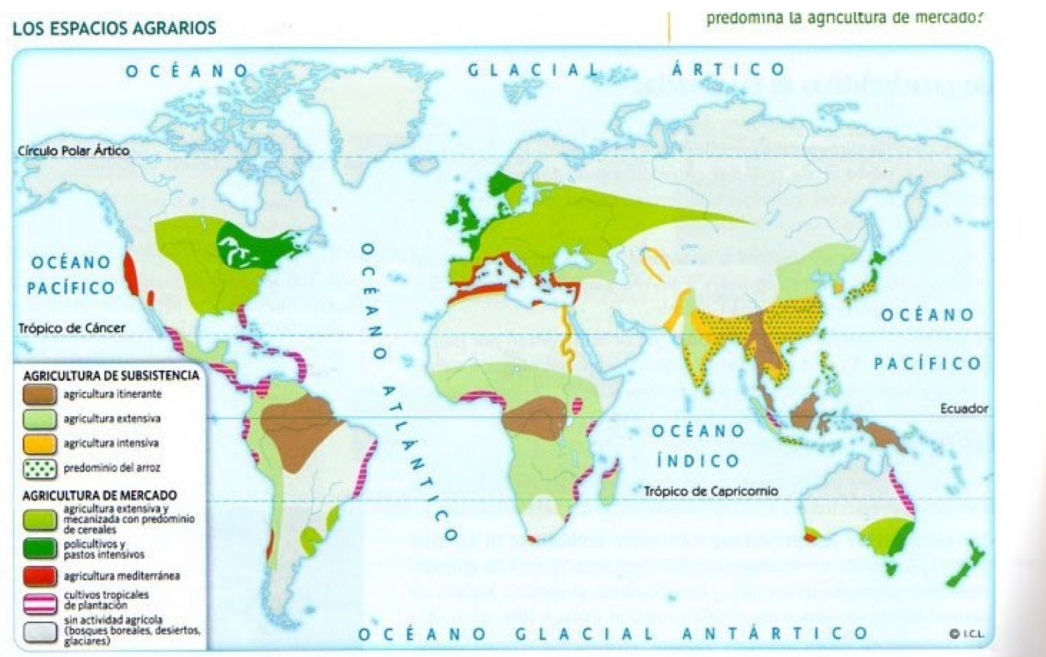 predomina la agricultura de mercado?
LOS ESPACIOS AGRARIOS
OCÉANO GLACIAL ÁRTICO
Círculo Polar Ártico
OCÉANO
PACÍFICO
OCÉANO ATLÁNTICO
Trópico de Cáncer
OCÉANO
PACÍFICO
Ecuador
OCÉANO
ÍNDICO
Trópico de Capricornio
AGRICULTURA DE SUBSISTENCIA
agricultura itinerante
agricultura extensiva
agricultura intensiva
predominio del arroz
AGRICULTURA DE MERCADO
agricultura extensiva y
mecanizada con predominio
de cereales
policultivos y
pastos intensivos
agricultura mediterránea
cultivos tropicales
de plantación
sin actividad agrícola
(bosques boreales, desiertos,
glaciares)
OCÉANO GLACIAL ANTÁRTICO
© I.C.L.